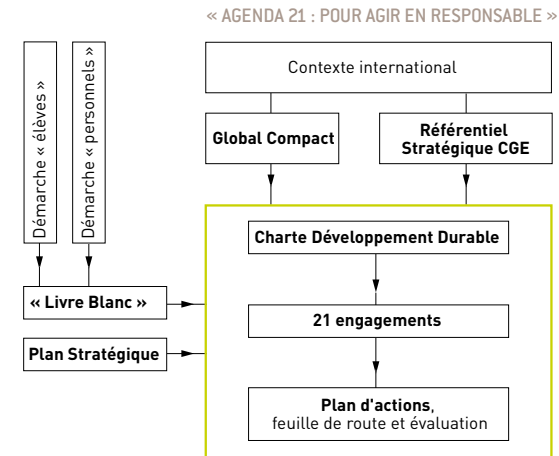 « AGENDA 21 : POUR AGIR EN RESPONSABLE »
Démarche « élèves »
Démarche « personnels »
Contexte international
Global Compact
Référentiel
Stratégique CGE
Charte Développement Durable
« Livre Blanc »
21 engagements
Plan Stratégique
Plan d'actions,
feuille de route et évaluation